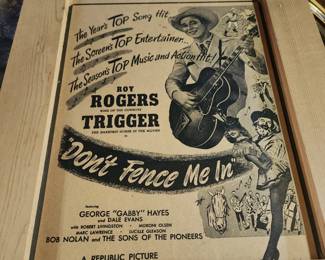 The Year's TOP Song Hit
The Screen's TOP Entertainer...
The Season's TOP Music and Action Hit!
ROY
ROGERS
KING OF THE COWBOYS
TRIGGER
THE SMARTEST HORSE IN THE MOVIES
in
"Don't Fence Me In"
featuring
GEORGE "GABBY" HAYES
and DALE EVANS
with ROBERT LIVINGSTON · MORONI OLSEN
MARC LAWRENCE · LUCILLE GLEASON
BOB NOLAN and THE SONS OF THE PIONEERS
A REPUBLIC PICTURE